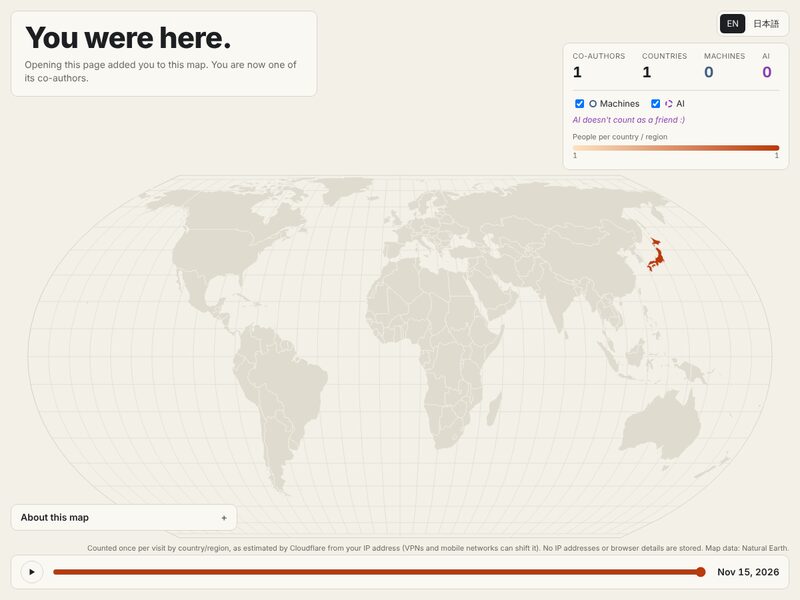 You were here.
Opening this page added you to this map. You are now one of
its co-authors.
EN 日本語
CO-AUTHORS COUNTRIES MACHINES AI
1 1 0 0
Machines AI
AI doesn't count as a friend :)
People per country / region
1 1
About this map +
Counted once per visit by country/region, as estimated by Cloudflare from your IP address (VPNs and mobile networks can shift it). No IP addresses or browser details are stored. Map data: Natural Earth.
Nov 15, 2026